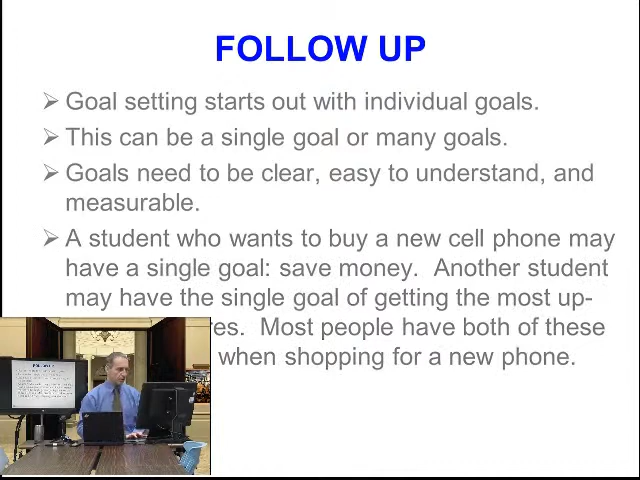 FOLLOW UP
Goal setting starts out with individual goals.
This can be a single goal or many goals.
Goals need to be clear, easy to understand, and
measurable.
A student who wants to buy a new cell phone may
have a single goal: save money. Another student
may have the single goal of getting the most up-
Most people have both of these
when shopping for a new phone.
FOLLOW UP